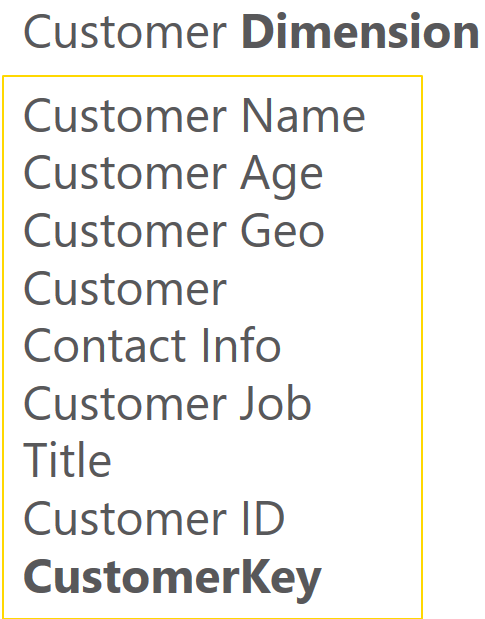 Customer Dimension
Customer Name
Customer Age
Customer Geo
Customer
Contact Info
Customer Job
Title
Customer ID
CustomerKey